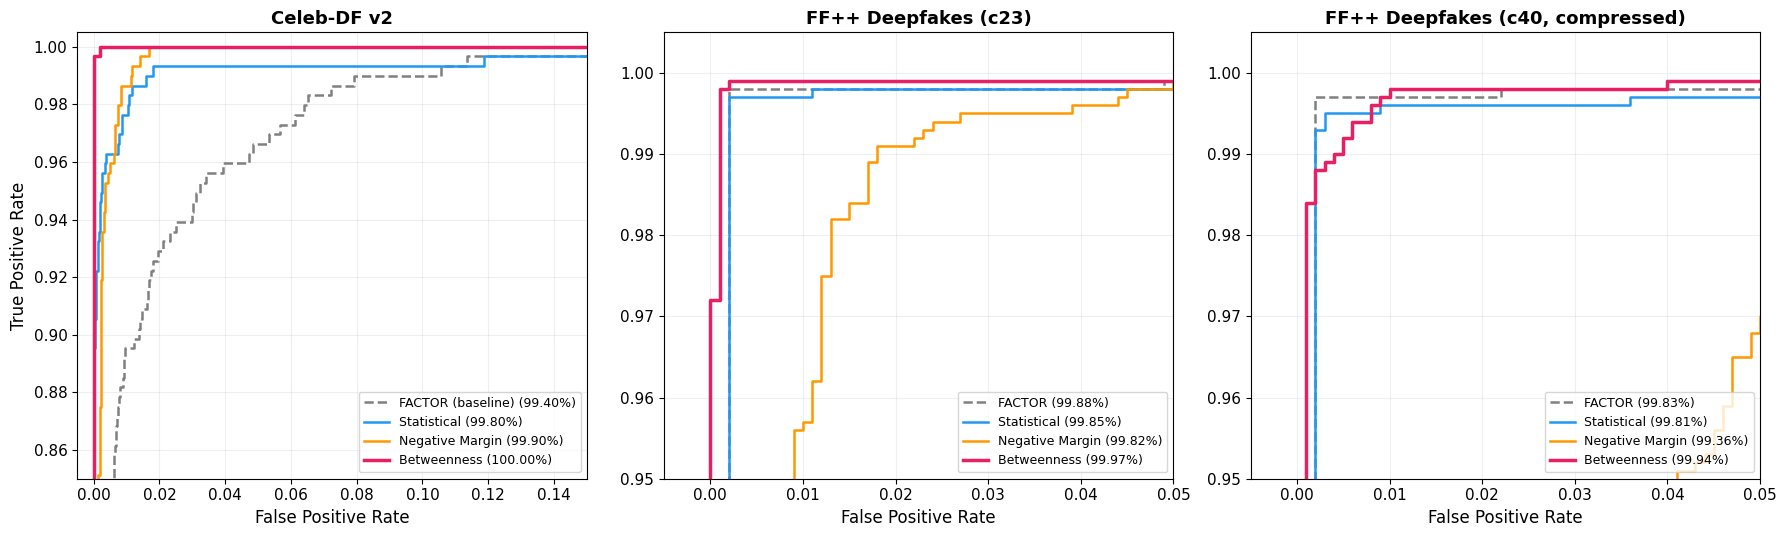 Celeb-DF v2
True Positive Rate
1.00
0.98
0.96
0.94
0.92
0.90
0.88
0.86
0.00 0.02 0.04 0.06 0.08 0.10 0.12 0.14
False Positive Rate
FACTOR (baseline) (99.40%)
Statistical (99.80%)
Negative Margin (99.90%)
Betweenness (100.00%)
FF++ Deepfakes (c23)
1.00
0.99
0.98
0.97
0.96
0.95
0.00 0.01 0.02 0.03 0.04 0.05
False Positive Rate
FACTOR (99.88%)
Statistical (99.85%)
Negative Margin (99.82%)
Betweenness (99.97%)
FF++ Deepfakes (c40, compressed)
1.00
0.99
0.98
0.97
0.96
0.95
0.00 0.01 0.02 0.03 0.04 0.05
False Positive Rate
FACTOR (99.83%)
Statistical (99.81%)
Negative Margin (99.36%)
Betweenness (99.94%)